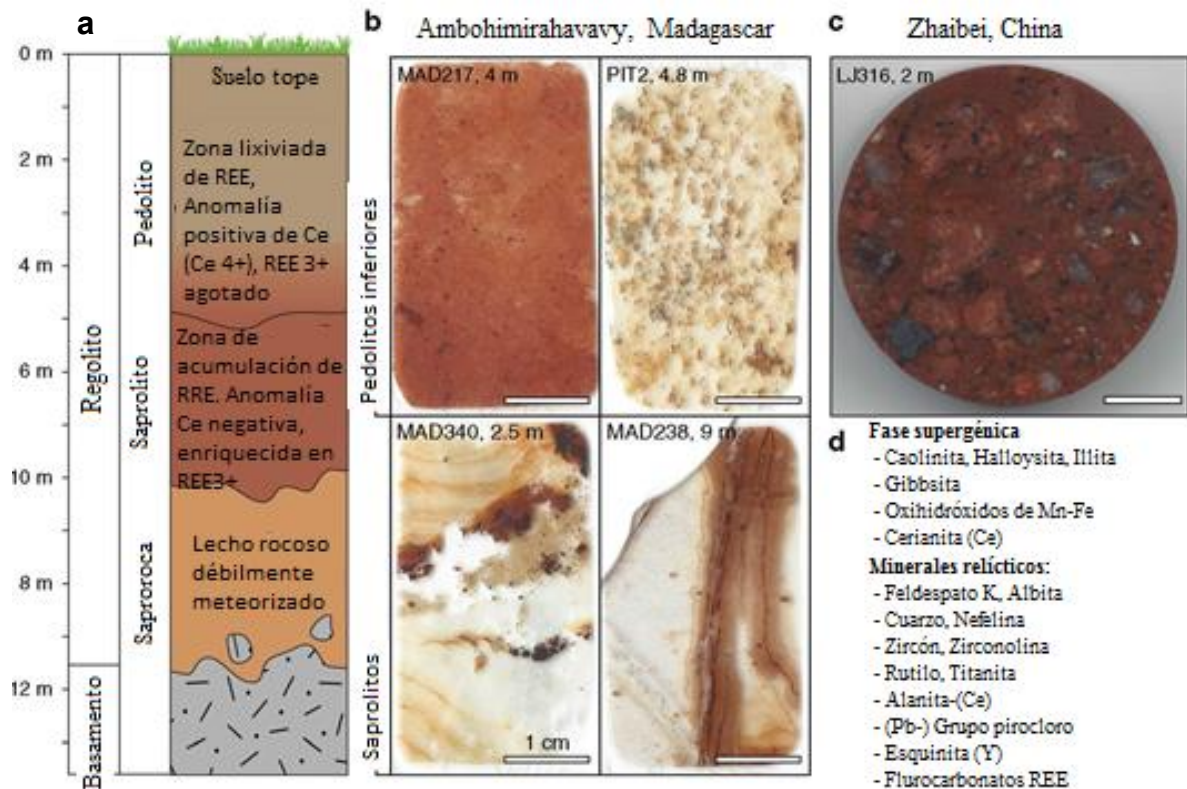 a
0 m
2 m
4 m
6 m
10 m
8 m
12 m
Regolito
Basamento
Pedolito
Saprolito
Saproroca
Suelo tope
Zona lixiviada
de REE,
Anomalía
positiva de Ce
(Ce 4+), REE 3+
agotado
Zona de
acumulación de
RRE. Anomalía
Ce negativa,
enriquecida en
REE3+
Lecho rocoso
débilmente
meteorizado
b
Ambohimirahavavy, Madagascar
Pedolitos inferiores
MAD217, 4 m
PIT2, 4.8 m
Saprolitos
MAD340, 2.5 m
1 cm
MAD238, 9 m
c
Zhaibei, China
LJ316, 2 m
d
Fase supergénica
- Caolinita, Halloysita, Illita
- Gibbsita
- Oxihidróxidos de Mn-Fe
- Cerianita (Ce)
Minerales relícticos:
- Feldespato K, Albita
- Cuarzo, Nefelina
- Zircón, Zirconolina
- Rutilo, Titanita
- Alanita-(Ce)
- (Pb-) Grupo pirocloro
- Esquinita (Y)
- Flurocarbonatos REE